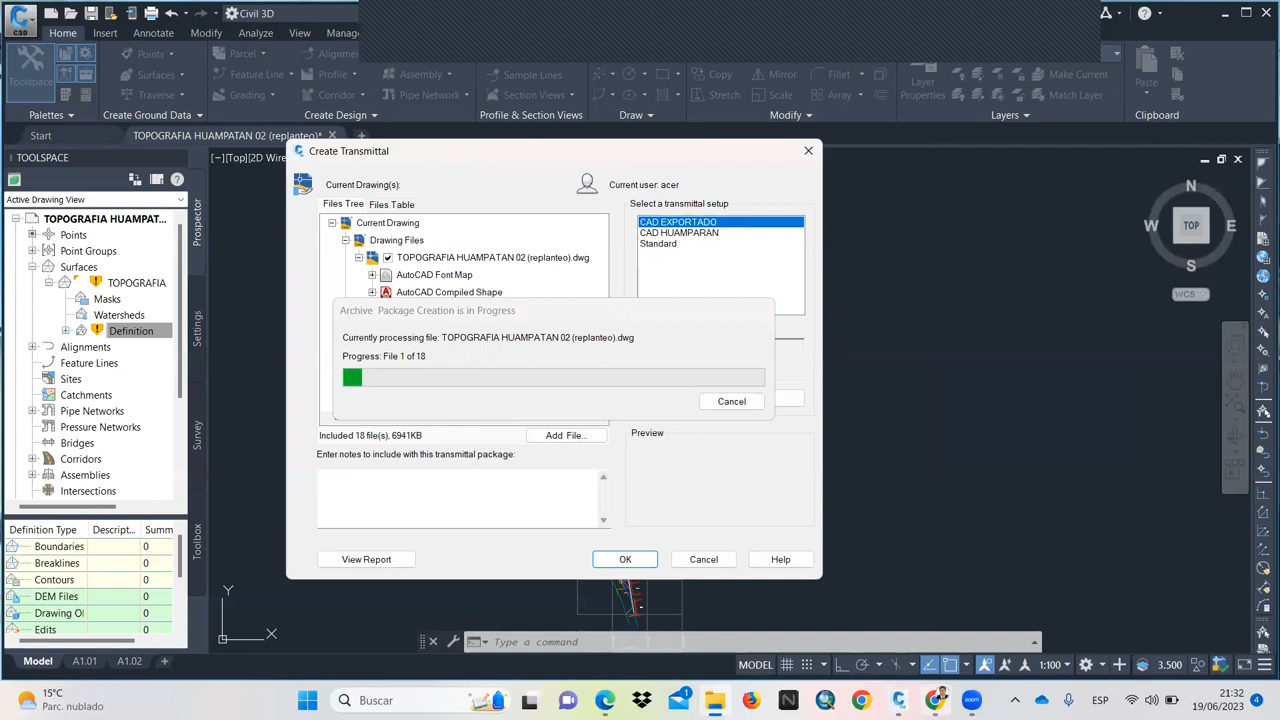 C3D
Civil 3D
Home Insert Annotate Modify Analyze View Manage
Toolspace
Points
Surfaces
Traverse
Parcel
Feature Line
Grading
Alignment
Profile
Corridor
Assembly
Pipe Network
Sample Lines
Section Views
Copy
Stretch
Mirror
Scale
Fillet
Array
Layer
Properties
Make Current
Match Layer
Paste
Palettes
Create Ground Data
Create Design
Profile & Section Views
Draw
Modify
Layers
Clipboard
Start
TOPOGRAFIA HUAMPATAN 02 (replanteo)*
TOOLSPACE
Active Drawing View
TOPOGRAFIA HUAMPAT...
Points
Point Groups
Surfaces
TOPOGRAFIA
Masks
Watersheds
Definition
Alignments
Feature Lines
Sites
Catchments
Pipe Networks
Pressure Networks
Bridges
Corridors
Assemblies
Intersections
Prospector
Settings
Survey
Toolbox
Definition Type Descript... Summ
Boundaries 0
Breaklines 0
Contours 0
DEM Files 0
Drawing Ol 0
Edits 0
[−][Top][2D Wire
Create Transmittal
Current Drawing(s):
Current user: acer
Files Tree Files Table
Select a transmittal setup
Current Drawing
Drawing Files
TOPOGRAFIA HUAMPATAN 02 (replanteo).dwg
AutoCAD Font Map
AutoCAD Compiled Shape
CAD EXPORTADO
CAD HUAMPARAN
Standard
Archive Package Creation is in Progress
Currently processing file: TOPOGRAFIA HUAMPATAN 02 (replanteo).dwg
Progress: File 1 of 18
Cancel
Included 18 file(s), 6941KB
Add File...
Preview
Enter notes to include with this transmittal package:
View Report
OK
Cancel
Help
N
W TOP E
S
WCS
Y
X
Type a command
Model A1.01 A1.02
MODEL
1:100
3.500
15°C
Parc. nublado
Buscar
1
zoom
ESP
21:32
19/06/2023
4